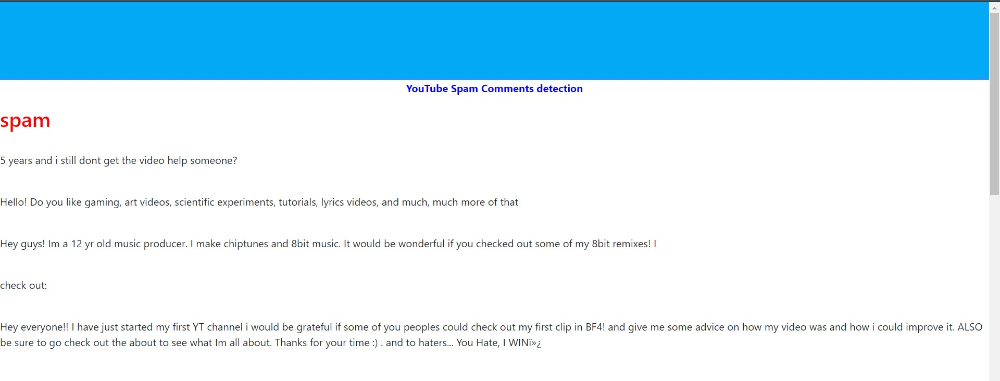 YouTube Spam Comments detection
spam
5 years and i still dont get the video help someone?
Hello! Do you like gaming, art videos, scientific experiments, tutorials, lyrics videos, and much, much more of that
Hey guys! Im a 12 yr old music producer. I make chiptunes and 8bit music. It would be wonderful if you checked out some of my 8bit remixes! I
check out:
Hey everyone!! I have just started my first YT channel i would be grateful if some of you peoples could check out my first clip in BF4! and give me some advice on how my video was and how i could improve it. ALSO
be sure to go check out the about to see what Im all about. Thanks for your time :) . and to haters... You Hate, I WINï»¿